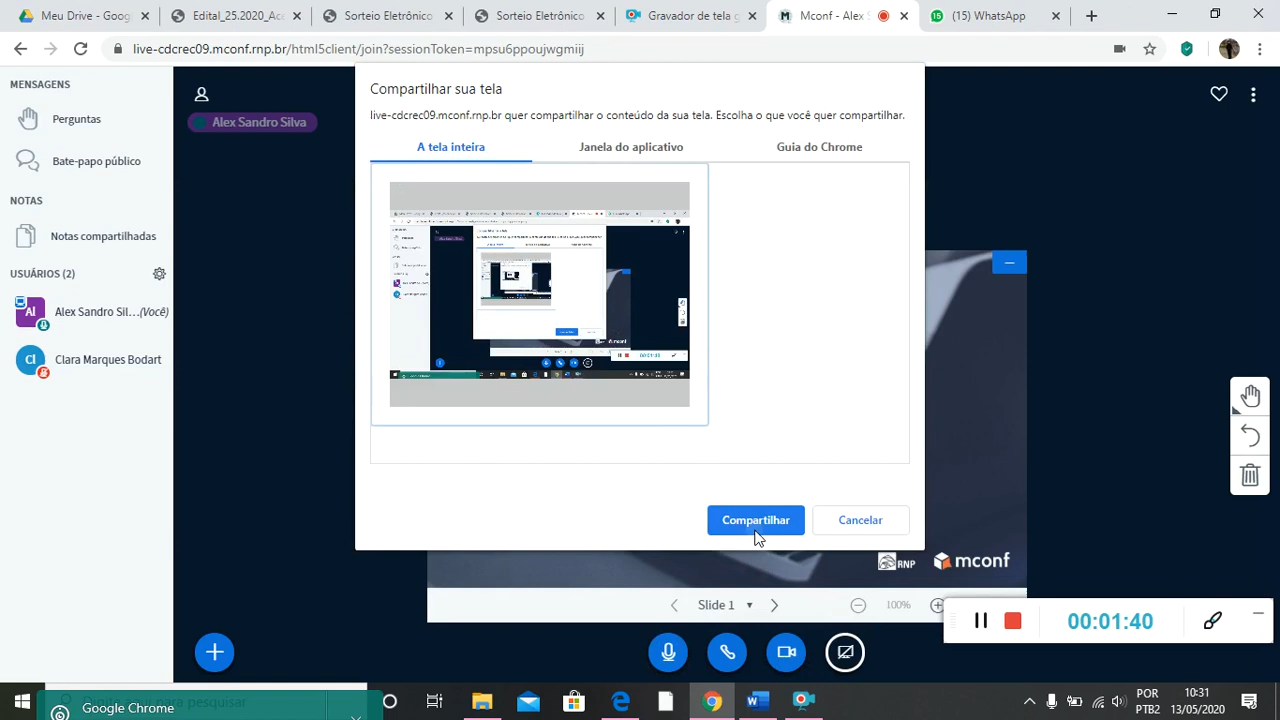 Meu Drive - Goog
Edital_25.2020_Ace
Sorteio Eletrônico
Sorteio Eletrônico
Gravador de tela g
Mconf - Alex S
(15) WhatsApp
live-cdcrec09.mconf.rnp.br/html5client/join?sessionToken=mpsu6ppoujwgmiij
MENSAGENS
Perguntas
Bate-papo público
NOTAS
Notas compartilhadas
USUÁRIOS (2)
AI
Alex Sandro Sil...(Você)
Cl
Clara Marques Bodart
Alex Sandro Silva
Compartilhar sua tela
live-cdcrec09.mconf.rnp.br quer compartilhar o conteúdo da sua tela. Escolha o que você quer compartilhar.
A tela inteira
Janela do aplicativo
Guia do Chrome
Compartilhar
Cancelar
RNP
mconf
Slide 1
100%
00:01:40
Google Chrome
POR
PTB2
10:31
13/05/2020